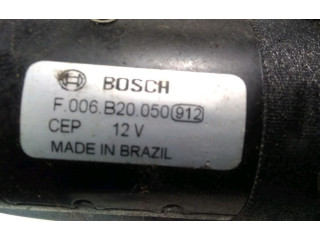 BOSCH
F.006.B20.050 912
CEP 12 V
MADE IN BRAZIL